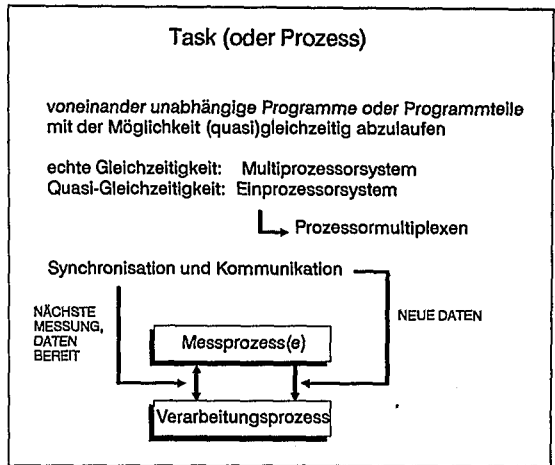 Task (oder Prozess)
voneinander unabhängige Programme oder Programmteile
mit der Möglichkeit (quasi)gleichzeitig abzulaufen
echte Gleichzeitigkeit: Multiprozessorsystem
Quasi-Gleichzeitigkeit: Einprozessorsystem
Prozessormultiplexen
Synchronisation und Kommunikation
NÄCHSTE
MESSUNG,
DATEN
BEREIT
NEUE DATEN
Messprozess(e)
Verarbeitungsprozess